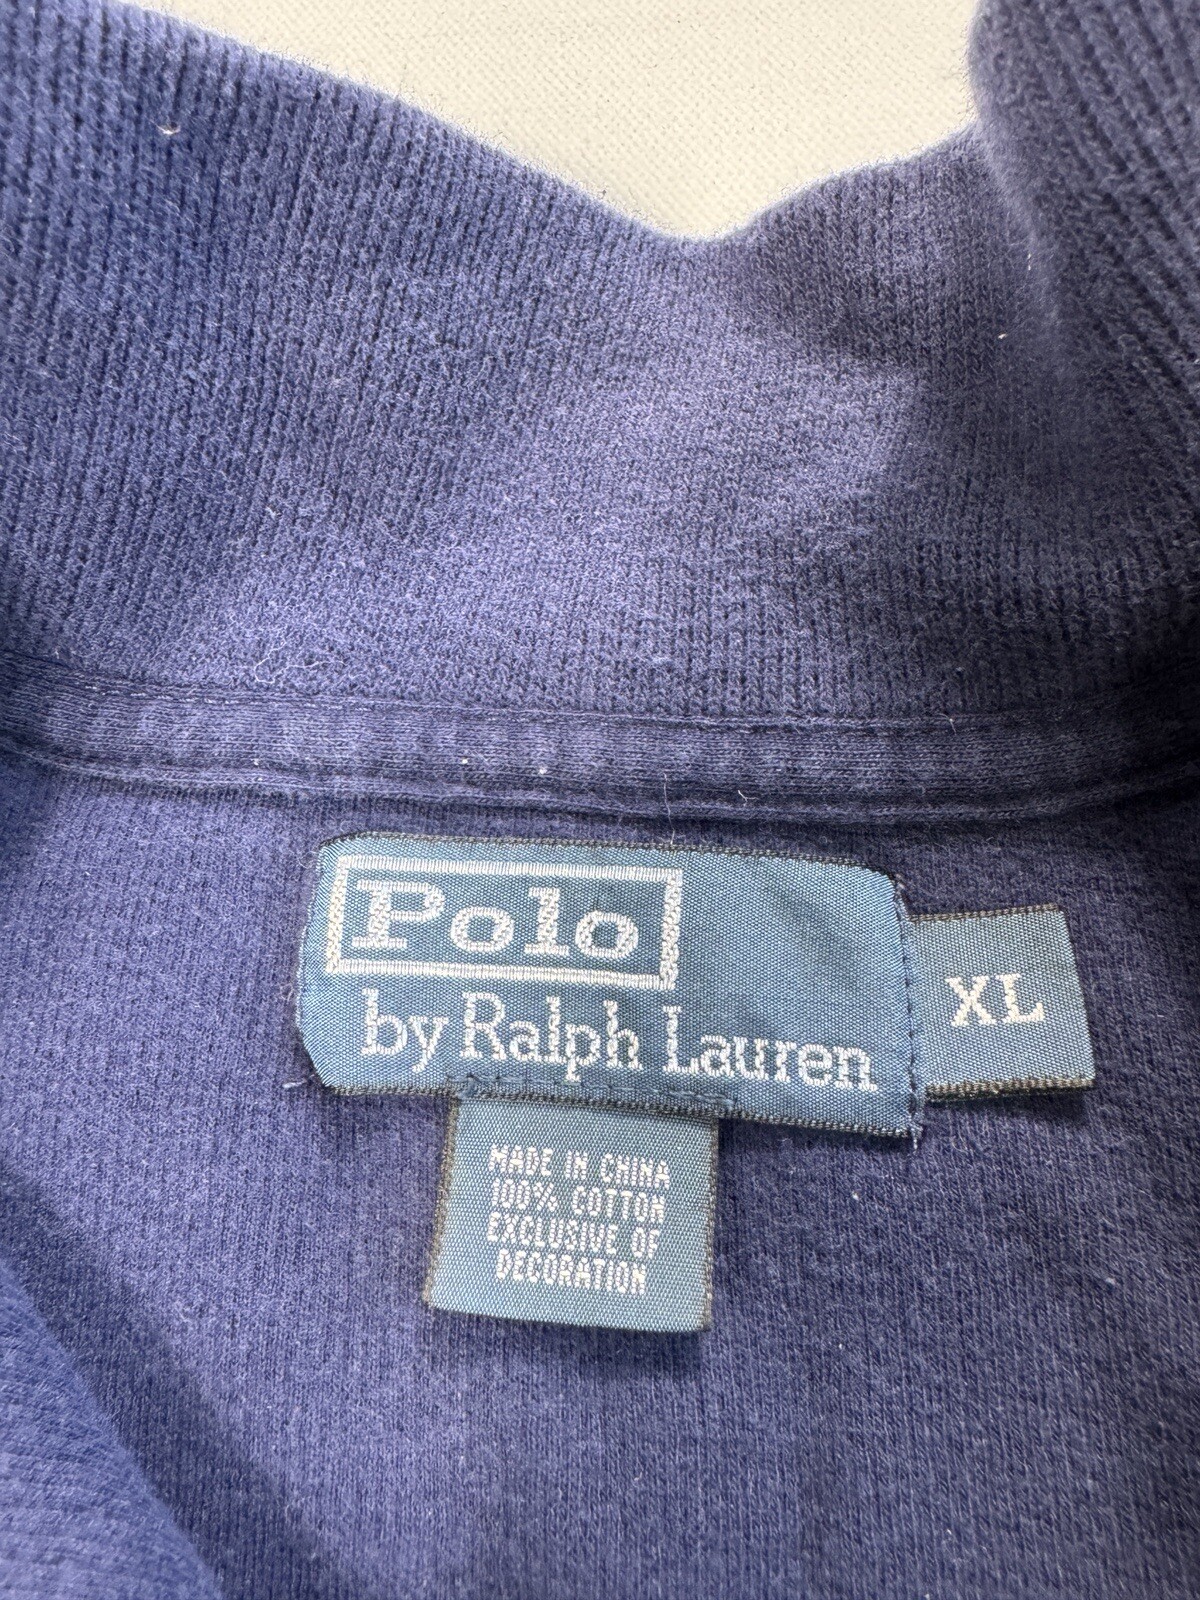 Polo
by Ralph Lauren
XL
MADE IN CHINA
100% COTTON
EXCLUSIVE OF
DECORATION